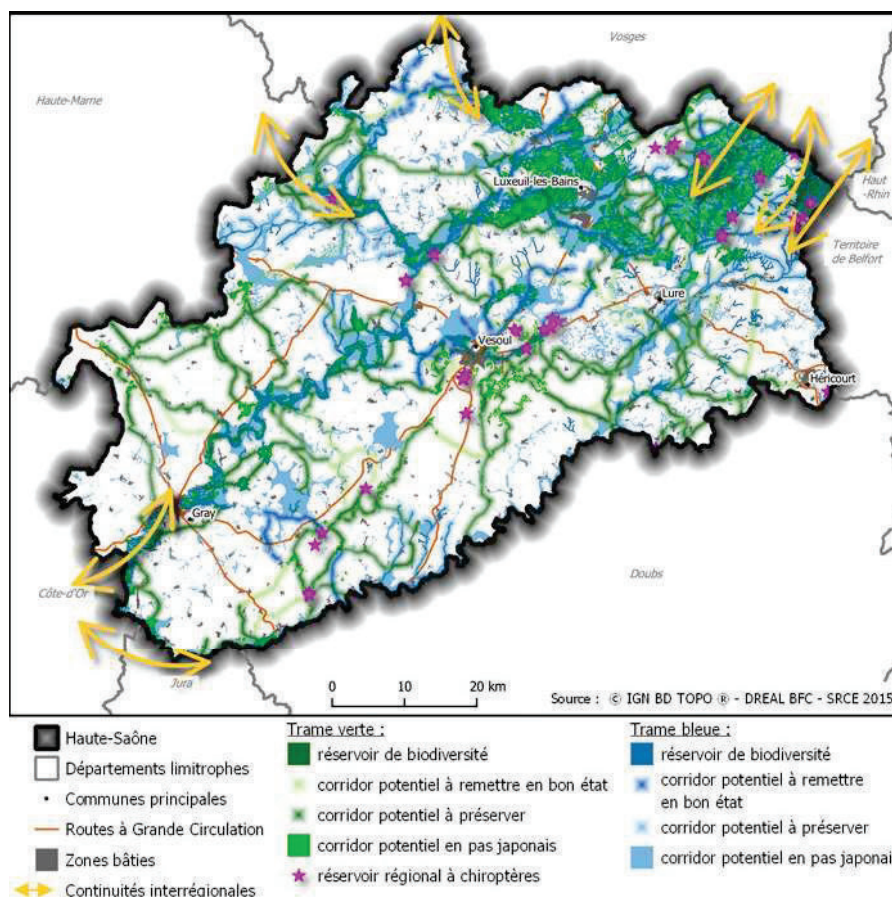 Vosges
Haute-Marne
Luxeuil-les-Bains
Haut
-Rhin
Territoire
de Belfort
Lure
Vesoul
Héricourt
Gray
Côte-d'Or
Doubs
Jura
0 10 20 km
Source : © IGN BD TOPO ® - DREAL BFC - SRCE 2015
Haute-Saône
Départements limitrophes
Communes principales
Routes à Grande Circulation
Zones bâties
Continuités interrégionales
Trame verte :
réservoir de biodiversité
corridor potentiel à remettre en bon état
corridor potentiel à préserver
corridor potentiel en pas japonais
réservoir régional à chiroptères
Trame bleue :
réservoir de biodiversité
corridor potentiel à remettre
en bon état
corridor potentiel à préserver
corridor potentiel en pas japonais